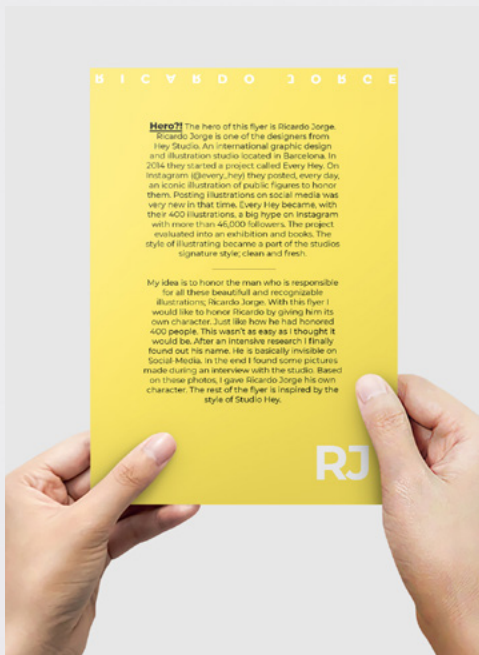 RICARDO JORGE
Hero?! The hero of this flyer is Ricardo Jorge.
Ricardo Jorge is one of the designers from
Hey Studio. An international graphic design
and illustration studio located in Barcelona. In
2014 they started a project called Every Hey. On
Instagram (@every_hey) they posted, every day,
an iconic illustration of public figures to honor
them. Posting illustrations on social media was
very new in that time. Every Hey became, with
their 400 illustrations, a big hype on Instagram
with more than 46,000 followers. The project
evaluated into an exhibition and books. The
style of illustrating became a part of the studios
signature style; clean and fresh.
My idea is to honor the man who is responsible
for all these beautifull and recognizable
illustrations; Ricardo Jorge. With this flyer I
would like to honor Ricardo by giving him its
own character. Just like how he had honored
400 people. This wasn't as easy as I thought it
would be. After an intensive research I finally
found out his name. He is basically invisible on
Social-Media. In the end I found some pictures
made during an interview with the studio. Based
on these photos, I gave Ricardo Jorge his own
character. The rest of the flyer is inspired by the
style of Studio Hey.
RJ